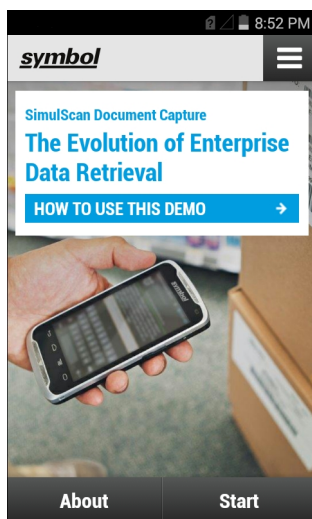 8:52 PM
symbol
SimulScan Document Capture
The Evolution of Enterprise
Data Retrieval
HOW TO USE THIS DEMO
symbol
About
Start